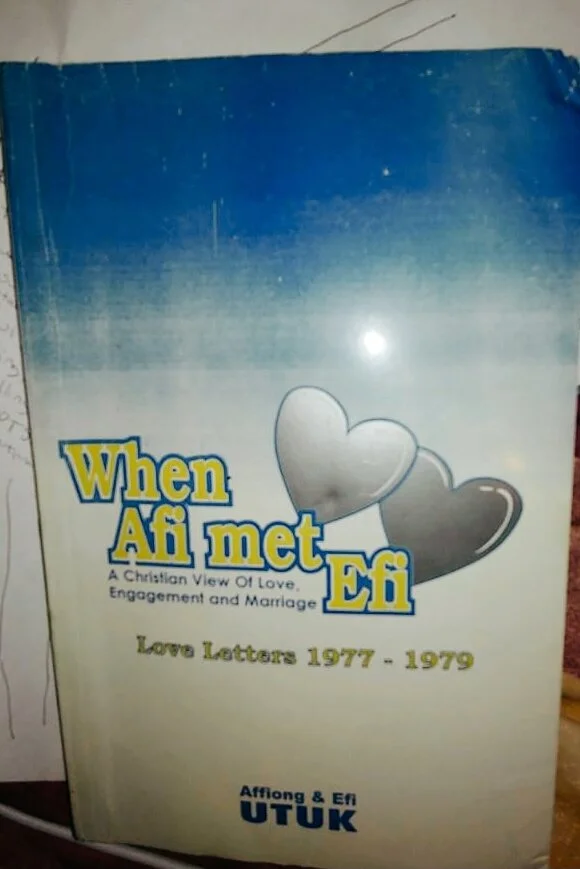 When
Afi met
Efi
A Christian View Of Love,
Engagement and Marriage
Love Letters 1977 - 1979
Affiong & Efi
UTUK